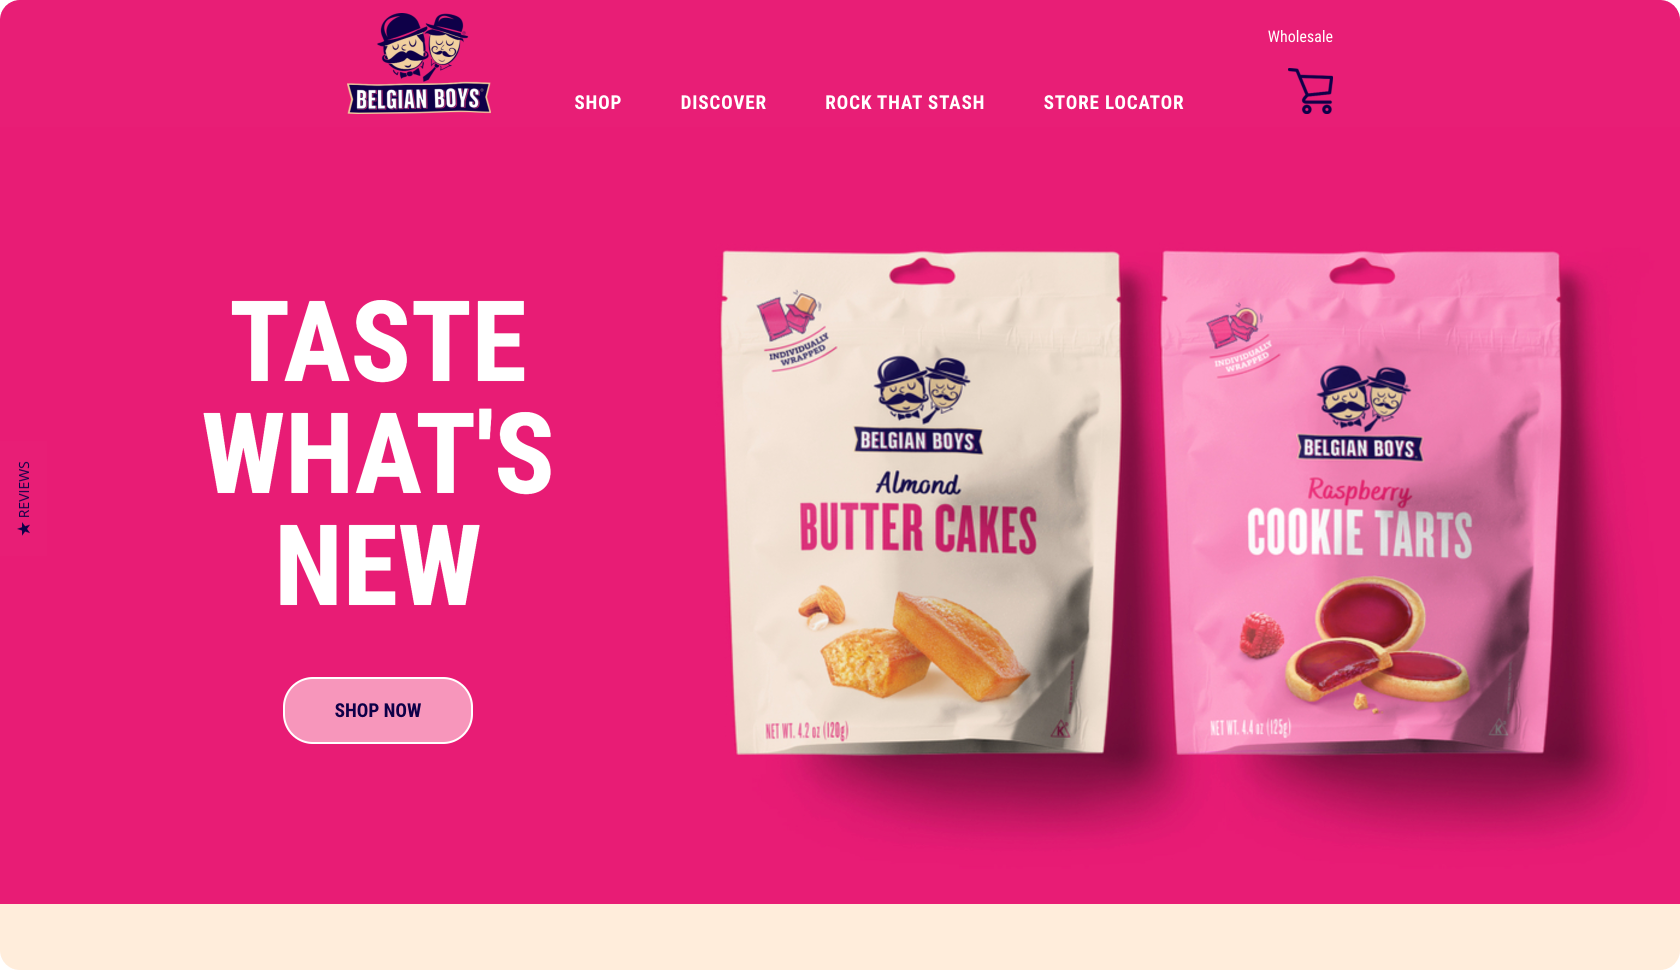 Wholesale
BELGIAN BOYS
SHOP
DISCOVER
ROCK THAT STASH
STORE LOCATOR
TASTE
WHAT'S
NEW
SHOP NOW
★ REVIEWS
INDIVIDUALLY
WRAPPED
BELGIAN BOYS
Almond
BUTTER CAKES
NET WT. 4.2 oz (120g)
K
INDIVIDUALLY
WRAPPED
BELGIAN BOYS
Raspberry
COOKIE TARTS
NET WT. 4.4 oz (125g)
K